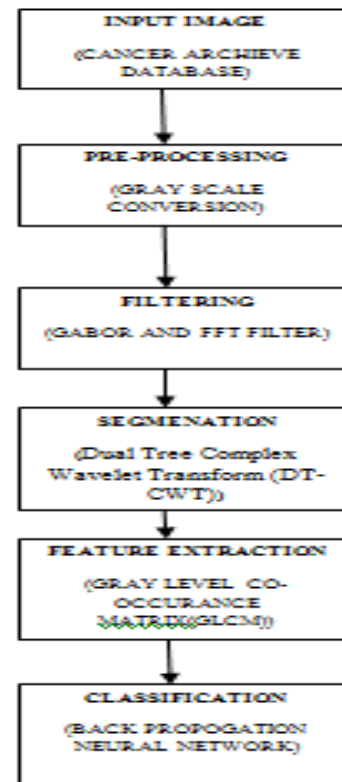 INPUT IMAGE
(CANCER ARCHIEVE
DATABASE)
PRE-PROCESSING
(GRAY SCALE
CONVERSION)
FILTERING
(GABOR AND FFT FILTER)
SEGMENATION
(Dual Tree Complex
Wavelet Transform (DT-
CWT))
FEATURE EXTRACTION
(GRAY LEVEL CO-
OCCURANCE
MATRIX(GLCM))
CLASSIFICATION
(BACK PROPOGATION
NEURAL NETWORK)